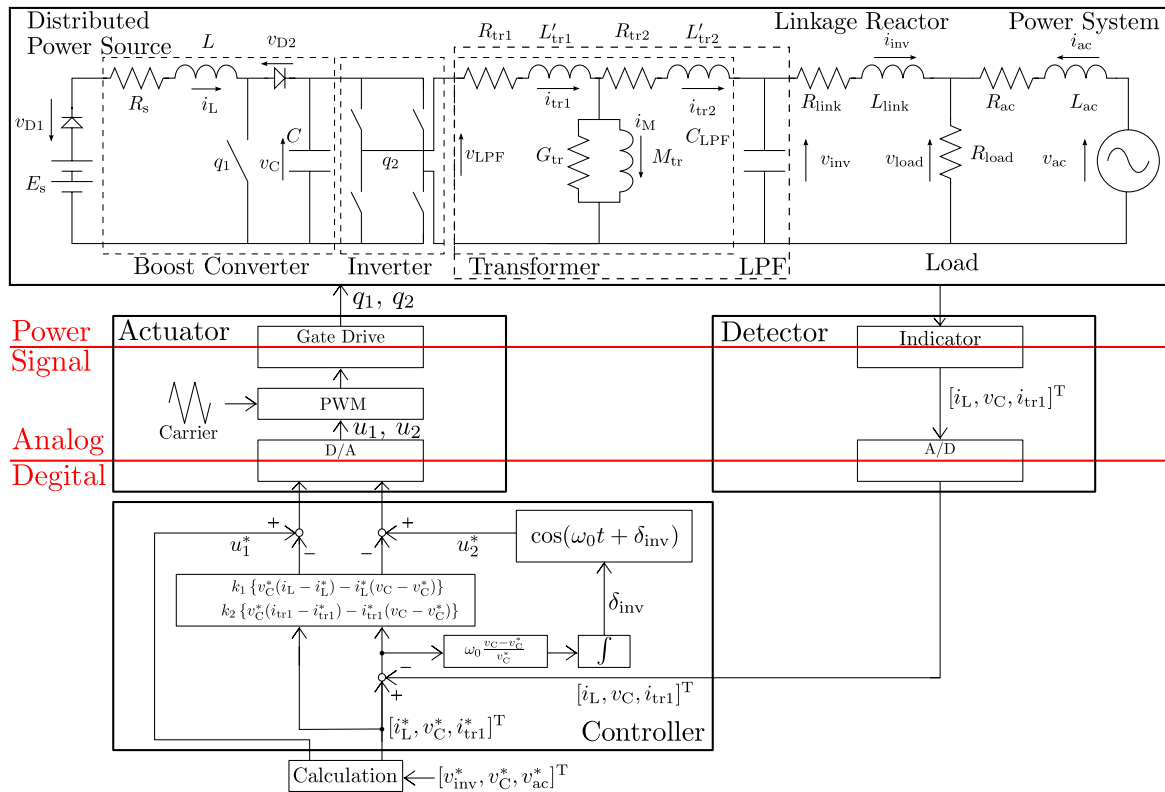 Distributed
Power Source
Linkage Reactor
Power System
L
v_D2
R_tr1
L′_tr1
R_tr2
L′_tr2
i_inv
i_ac
R_s
i_L
i_tr1
i_tr2
R_link
L_link
R_ac
L_ac
v_D1
q_1
v_C
C
q_2
v_LPF
G_tr
i_M
M_tr
C_LPF
v_inv
v_load
R_load
v_ac
E_s
Boost Converter
Inverter
Transformer
LPF
Load
q_1, q_2
Actuator
Detector
Power
Signal
Gate Drive
Indicator
[i_L, v_C, i_tr1]^T
PWM
Carrier
u_1, u_2
Analog
Degital
D/A
A/D
+
−
u_1^*
+
−
u_2^*
cos(ω_0 t + δ_inv)
k_1 {v_C^*(i_L − i_L^*) − i_L^*(v_C − v_C^*)}
k_2 {v_C^*(i_tr1 − i_tr1^*) − i_tr1^*(v_C − v_C^*)}
δ_inv
ω_0 (v_C − v_C^*)/v_C^*
∫
−
+
[i_L, v_C, i_tr1]^T
[i_L^*, v_C^*, i_tr1^*]^T
Controller
Calculation
[v_inv^*, v_C^*, v_ac^*]^T